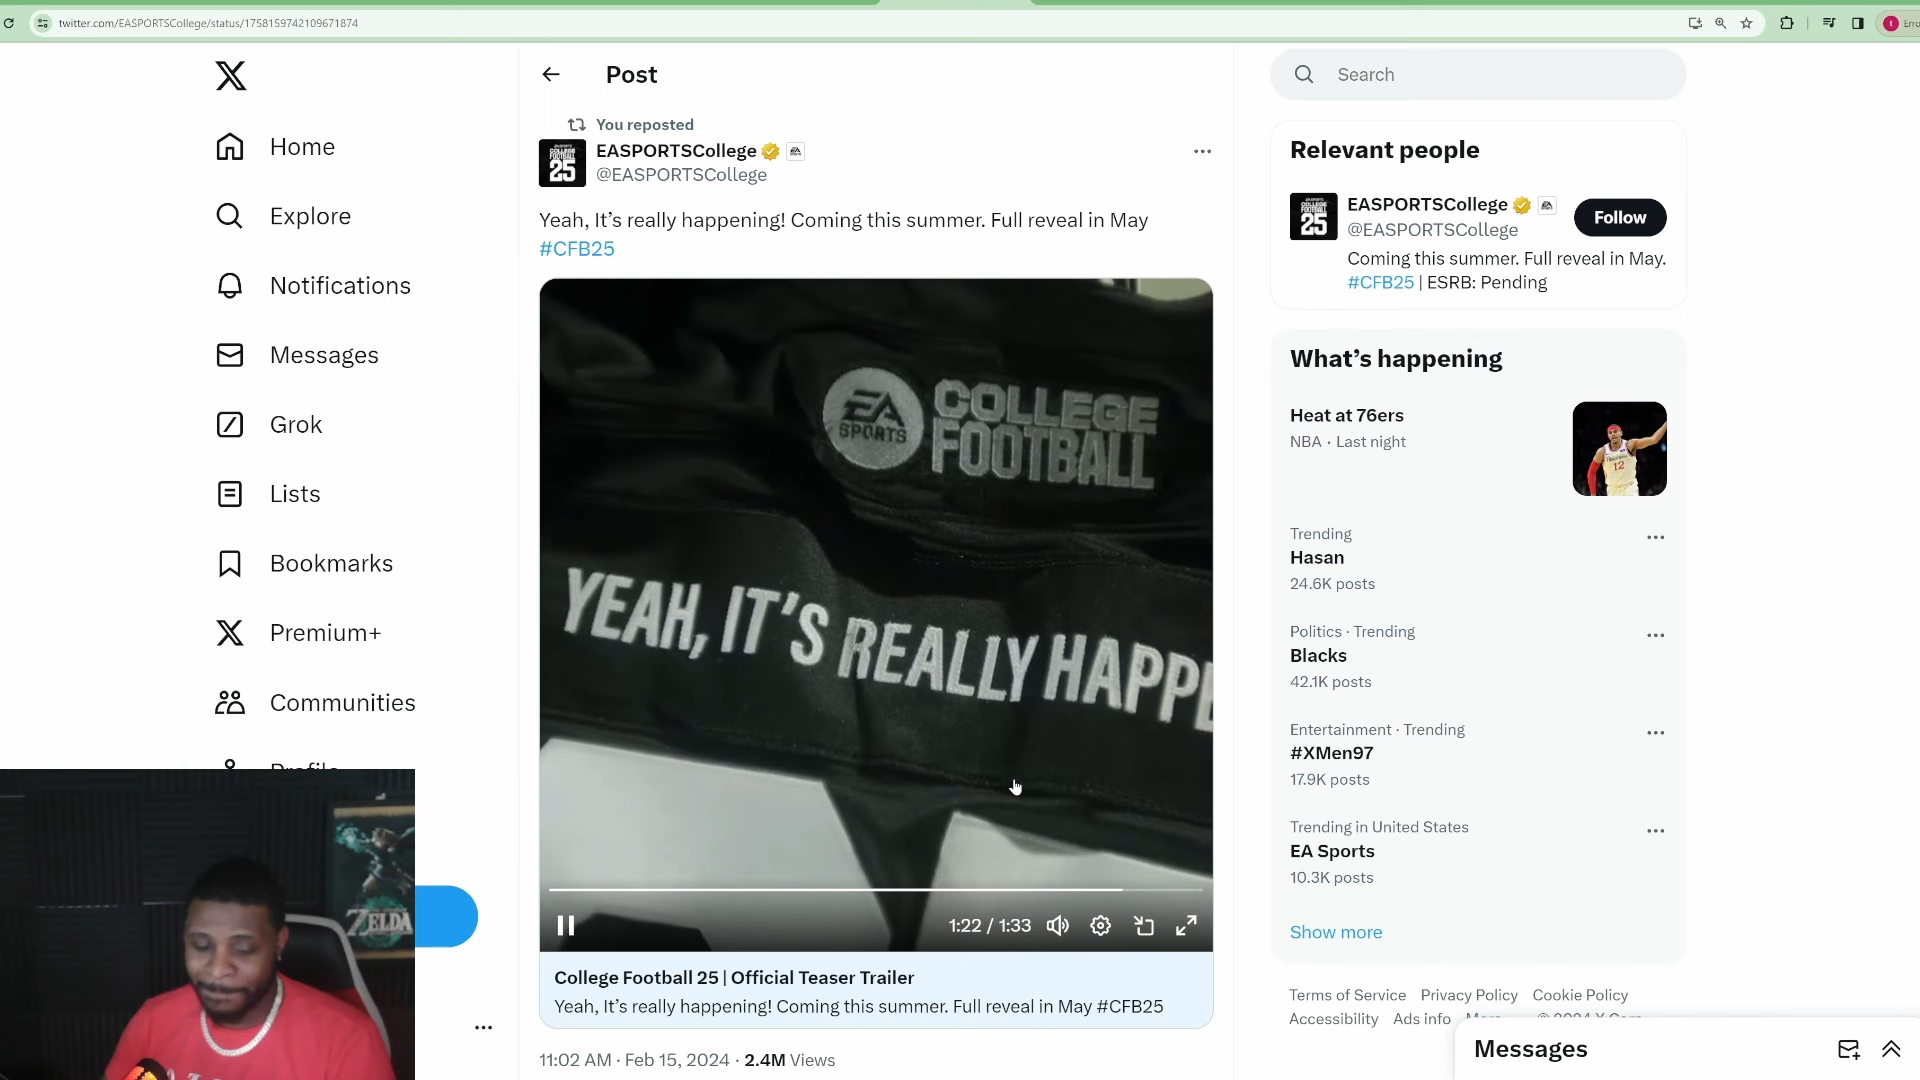 twitter.com/EASPORTSCollege/status/1758159742109671874
Erro
Home
Explore
Notifications
Messages
Grok
Lists
Bookmarks
Premium+
Communities
Profile
ZELDA
Post
You reposted
EASPORTSCollege
@EASPORTSCollege
Yeah, It’s really happening! Coming this summer. Full reveal in May
#CFB25
EA
SPORTS
COLLEGE
FOOTBALL
YEAH, IT’S REALLY HAPPE
1:22 / 1:33
College Football 25 | Official Teaser Trailer
Yeah, It’s really happening! Coming this summer. Full reveal in May #CFB25
11:02 AM · Feb 15, 2024 · 2.4M Views
Search
Relevant people
EASPORTSCollege
@EASPORTSCollege
Follow
Coming this summer. Full reveal in May.
#CFB25 | ESRB: Pending
What’s happening
Heat at 76ers
NBA · Last night
Trending
Hasan
24.6K posts
Politics · Trending
Blacks
42.1K posts
Entertainment · Trending
#XMen97
17.9K posts
Trending in United States
EA Sports
10.3K posts
Show more
Terms of Service Privacy Policy Cookie Policy
Accessibility Ads info More © 2024 X Corp.
Messages